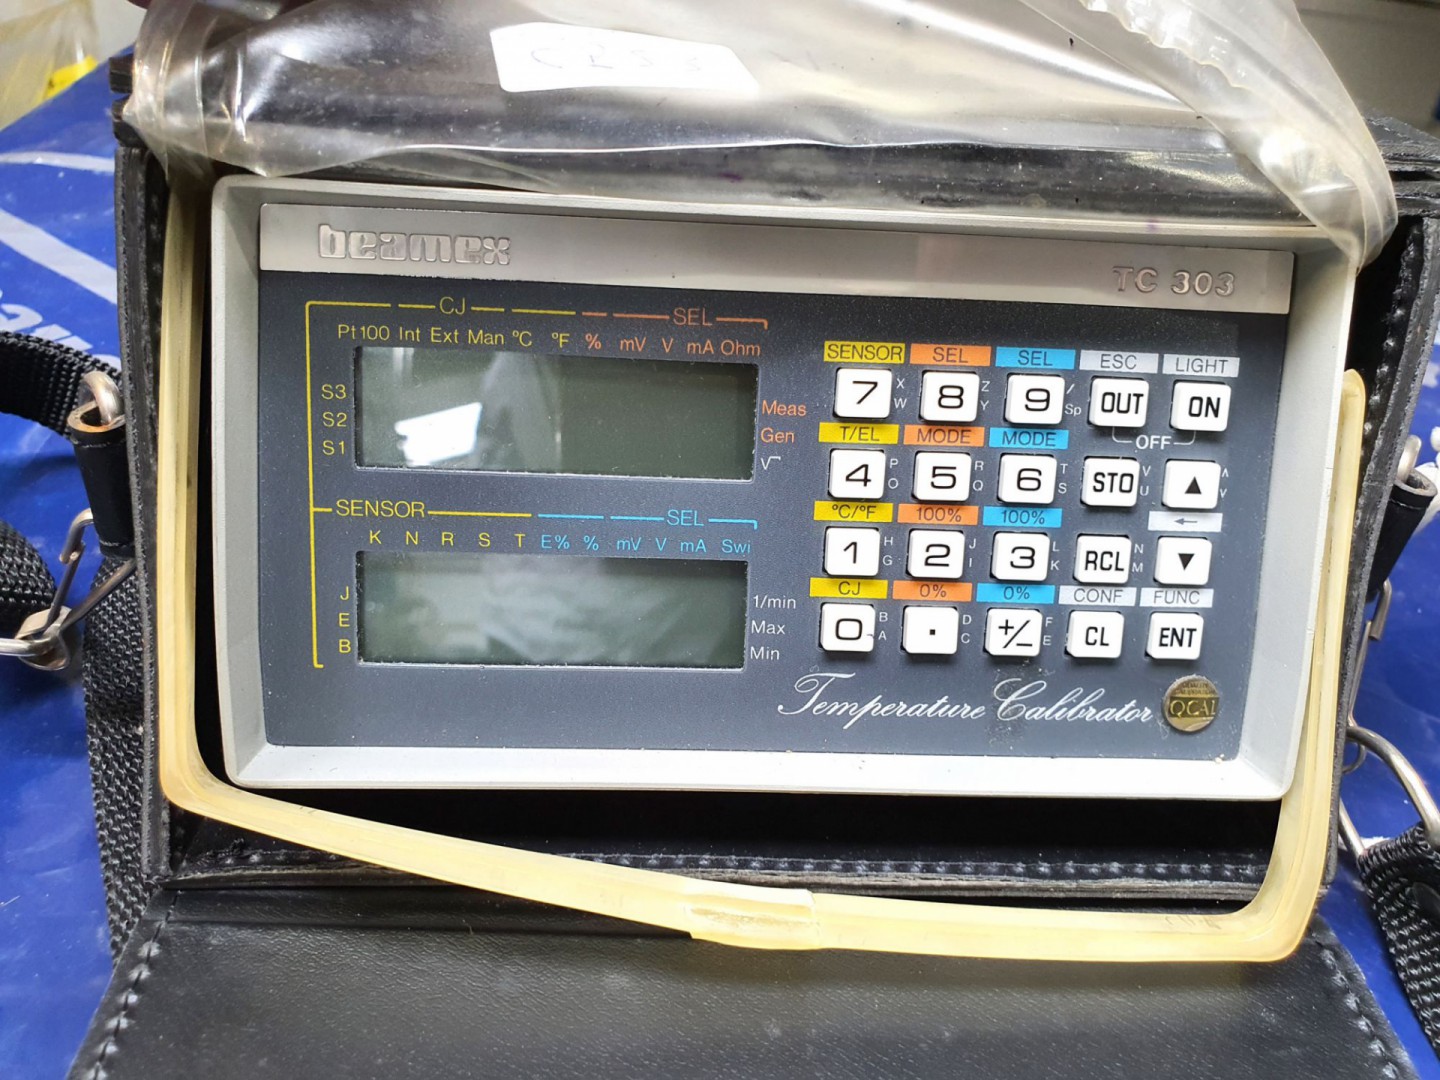 beamex
TC 303
CJ SEL
Pt100 Int Ext Man °C °F % mV V mA Ohm
S3
S2
S1
Meas
Gen
V‾
SENSOR SEL
K N R S T E% % mV V mA Swi
J
E
B
1/min
Max
Min
SENSOR SEL SEL ESC LIGHT
7 X W 8 Z Y 9 / Sp OUT ON
OFF
T/EL MODE MODE
4 P O 5 R Q 6 T S STO V U ▲ ∧ ∨
°C/°F 100% 100% ←
1 H G 2 J I 3 L K RCL N M ▼
CJ 0% 0% CONF FUNC
0 B A . D C +/− F E CL ENT
Temperature Calibrator
QCAL